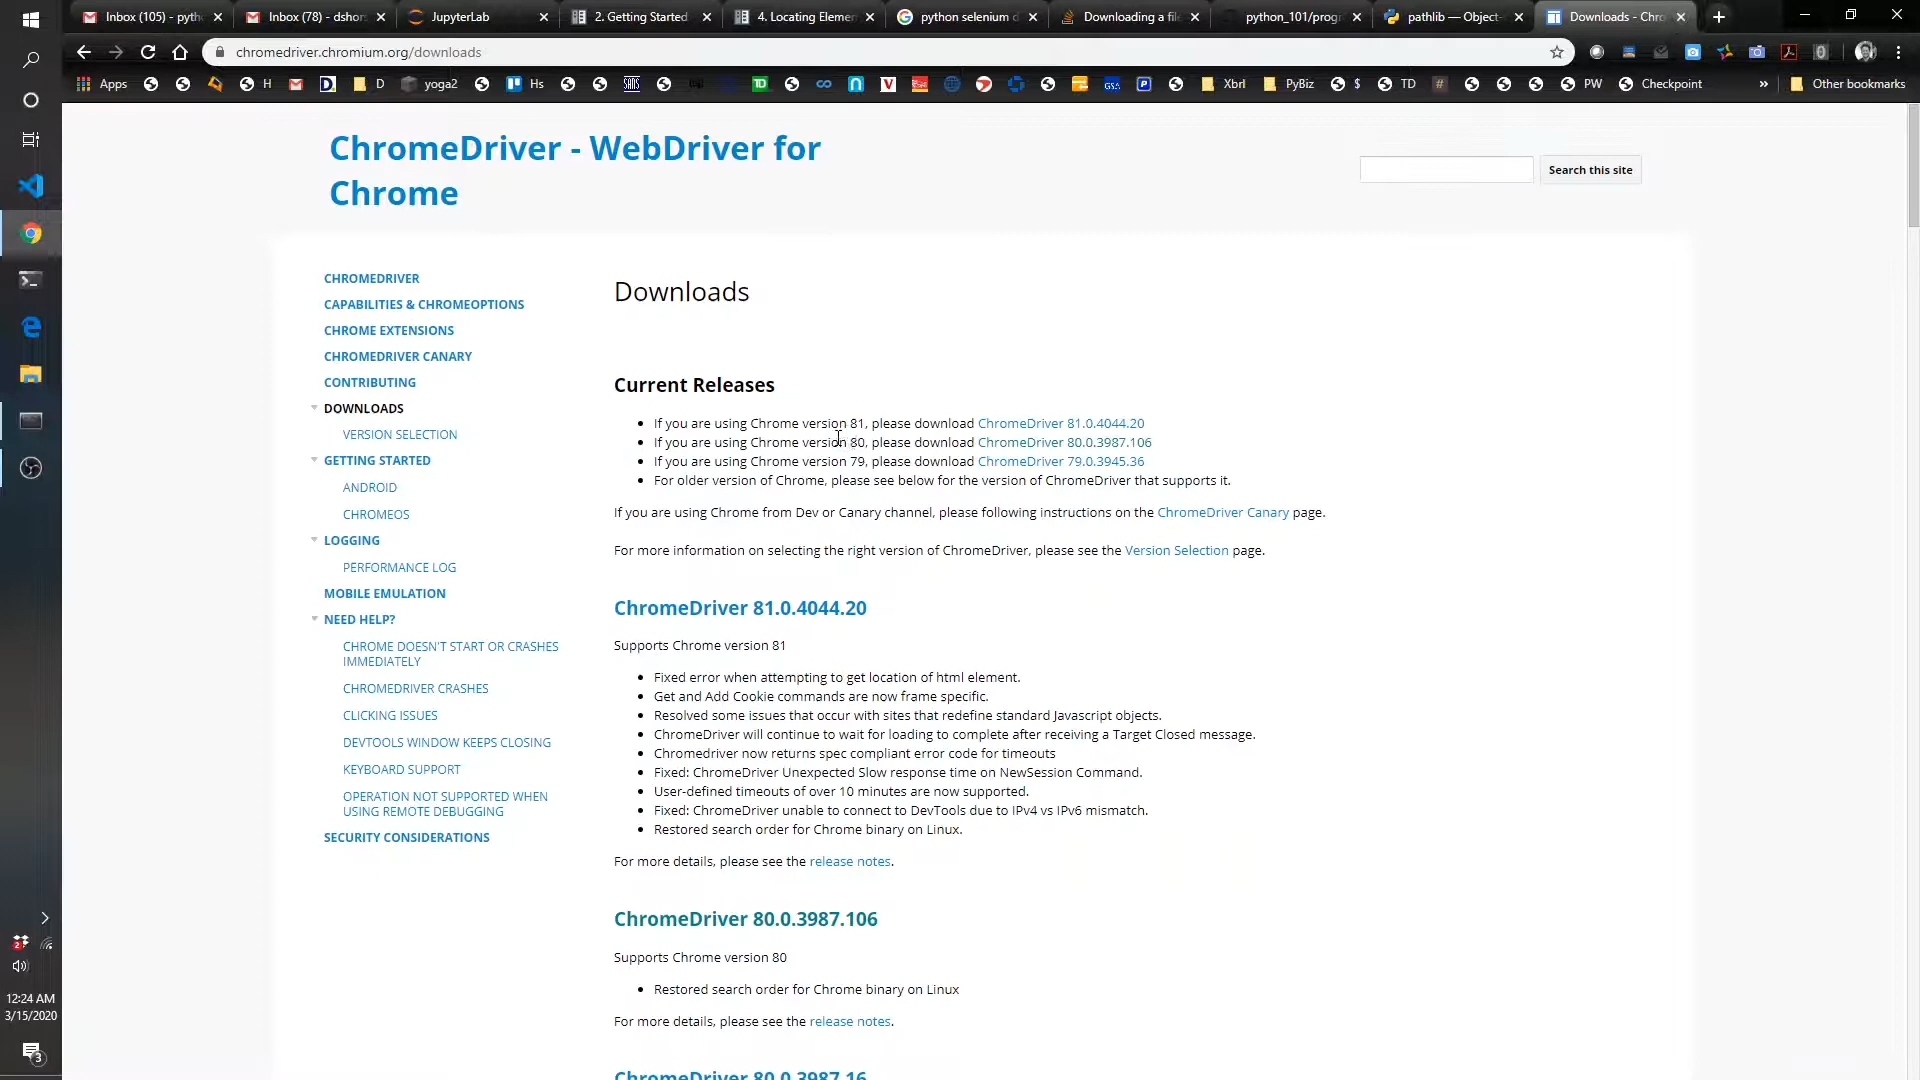 Inbox (105) - pyth
Inbox (78) - dshor
JupyterLab
2. Getting Started
4. Locating Eleme
python selenium d
Downloading a fil
python_101/prog
pathlib — Object-
Downloads - Chro
chromedriver.chromium.org/downloads
Apps
H
D
yoga2
Hs
Xbrl
PyBiz
$
TD
#
PW
Checkpoint
»
Other bookmarks
ChromeDriver - WebDriver for
Chrome
Search this site
CHROMEDRIVER
CAPABILITIES & CHROMEOPTIONS
CHROME EXTENSIONS
CHROMEDRIVER CANARY
CONTRIBUTING
DOWNLOADS
VERSION SELECTION
GETTING STARTED
ANDROID
CHROMEOS
LOGGING
PERFORMANCE LOG
MOBILE EMULATION
NEED HELP?
CHROME DOESN'T START OR CRASHES
IMMEDIATELY
CHROMEDRIVER CRASHES
CLICKING ISSUES
DEVTOOLS WINDOW KEEPS CLOSING
KEYBOARD SUPPORT
OPERATION NOT SUPPORTED WHEN
USING REMOTE DEBUGGING
SECURITY CONSIDERATIONS
Downloads
Current Releases
If you are using Chrome version 81, please download ChromeDriver 81.0.4044.20
If you are using Chrome version 80, please download ChromeDriver 80.0.3987.106
If you are using Chrome version 79, please download ChromeDriver 79.0.3945.36
For older version of Chrome, please see below for the version of ChromeDriver that supports it.
If you are using Chrome from Dev or Canary channel, please following instructions on the ChromeDriver Canary page.
For more information on selecting the right version of ChromeDriver, please see the Version Selection page.
ChromeDriver 81.0.4044.20
Supports Chrome version 81
Fixed error when attempting to get location of html element.
Get and Add Cookie commands are now frame specific.
Resolved some issues that occur with sites that redefine standard Javascript objects.
ChromeDriver will continue to wait for loading to complete after receiving a Target Closed message.
Chromedriver now returns spec compliant error code for timeouts
Fixed: ChromeDriver Unexpected Slow response time on NewSession Command.
User-defined timeouts of over 10 minutes are now supported.
Fixed: ChromeDriver unable to connect to DevTools due to IPv4 vs IPv6 mismatch.
Restored search order for Chrome binary on Linux.
For more details, please see the release notes.
ChromeDriver 80.0.3987.106
Supports Chrome version 80
Restored search order for Chrome binary on Linux
For more details, please see the release notes.
ChromeDriver 80.0.3987.16
12:24 AM
3/15/2020
3